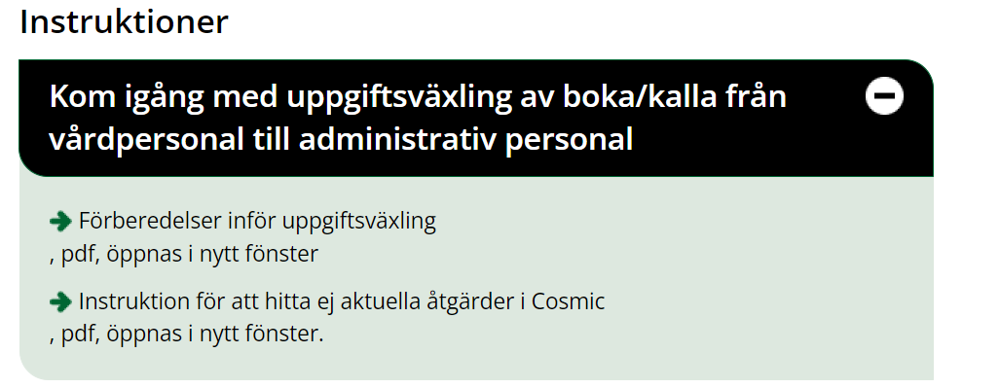 Instruktioner
Kom igång med uppgiftsväxling av boka/kalla från
vårdpersonal till administrativ personal
Förberedelser inför uppgiftsväxling
, pdf, öppnas i nytt fönster
Instruktion för att hitta ej aktuella åtgärder i Cosmic
, pdf, öppnas i nytt fönster.